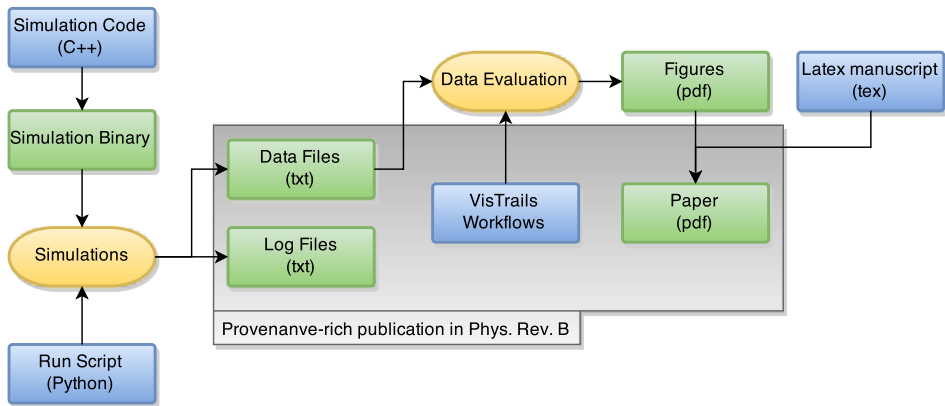 Simulation Code
(C++)
Simulation Binary
Simulations
Run Script
(Python)
Data Files
(txt)
Log Files
(txt)
Data Evaluation
VisTrails
Workflows
Figures
(pdf)
Paper
(pdf)
Latex manuscript
(tex)
Provenanve-rich publication in Phys. Rev. B